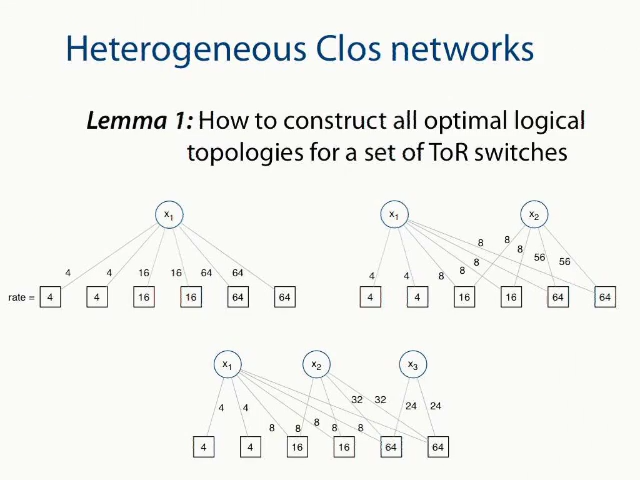 Heterogeneous Clos networks
Lemma 1: How to construct all optimal logical
topologies for a set of ToR switches
x1
4 4 16 16 64 64
rate = 4 4 16 16 64 64
x1 x2
4 4 8 8 8 8 8 8 56 56
4 4 16 16 64 64
x1 x2 x3
4 4 8 8 8 8 8 32 32 24 24
4 4 16 16 64 64